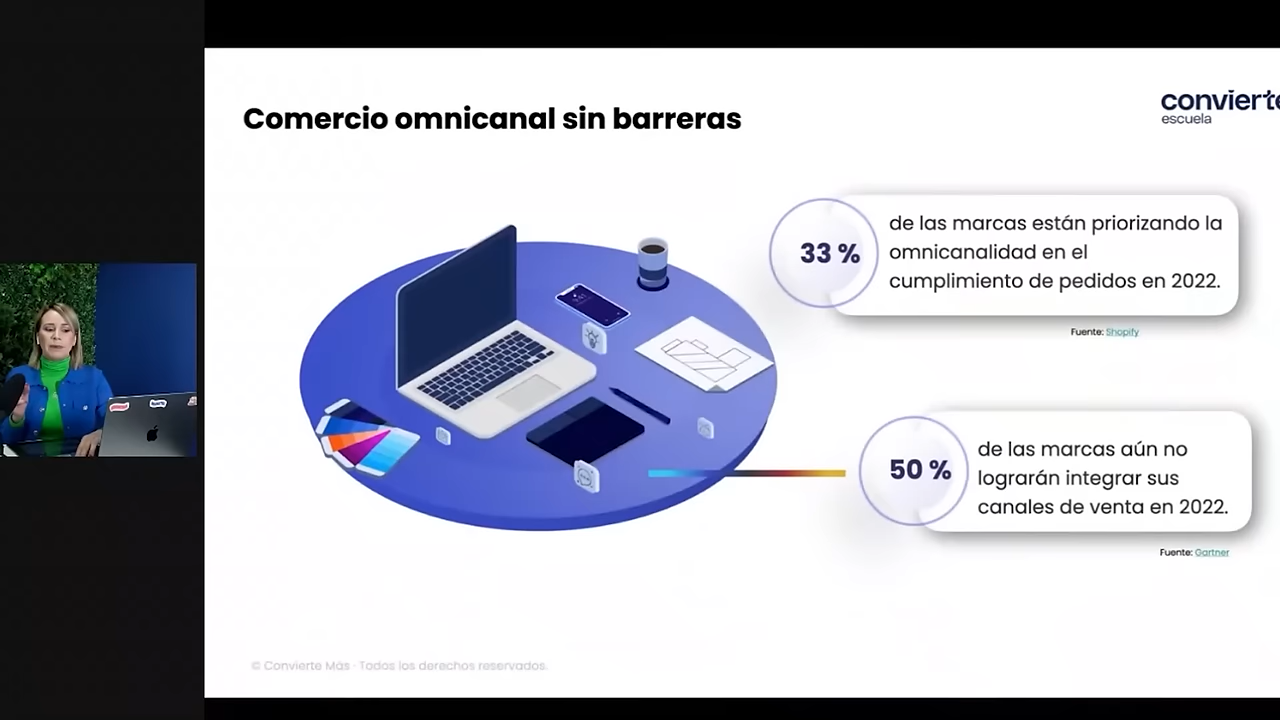 Comercio omnicanal sin barreras
convierte
escuela
33 %
de las marcas están priorizando la
omnicanalidad en el
cumplimiento de pedidos en 2022.
Fuente: Shopify
50 %
de las marcas aún no
lograrán integrar sus
canales de venta en 2022.
Fuente: Gartner
© Convierte Más · Todos los derechos reservados.